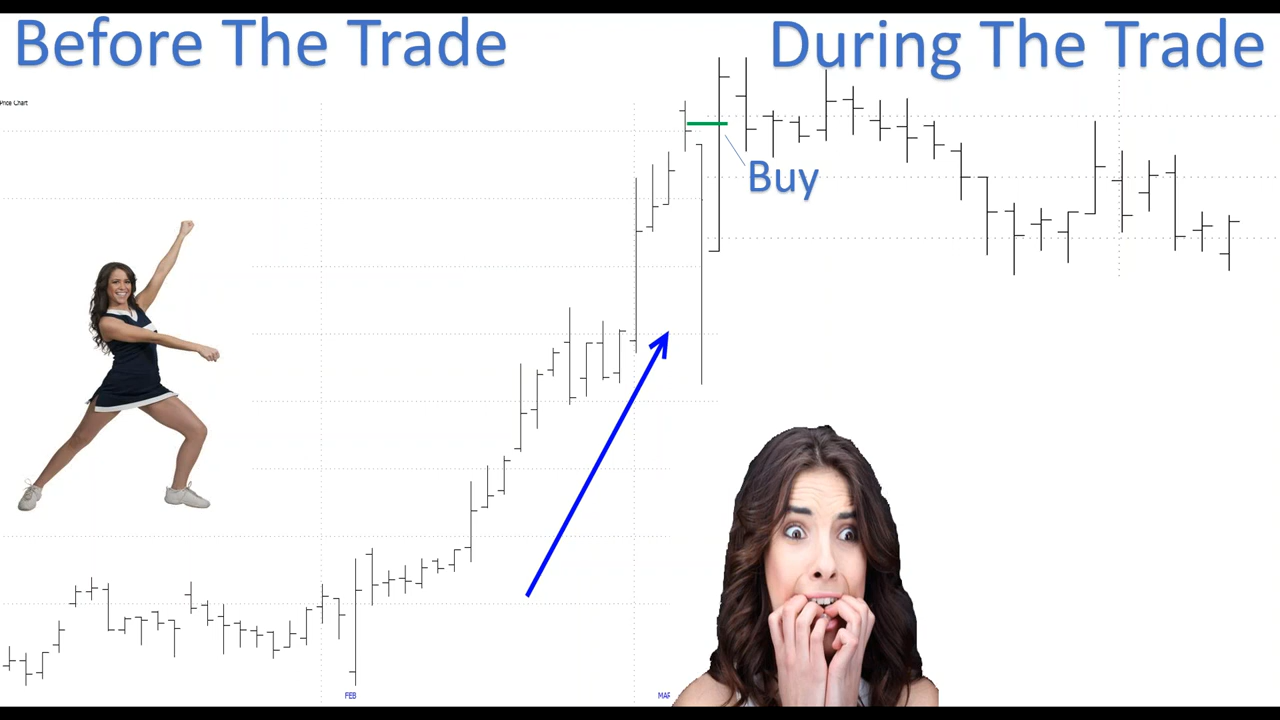 Before The Trade
During The Trade
Price Chart
Buy
FEB
MAR